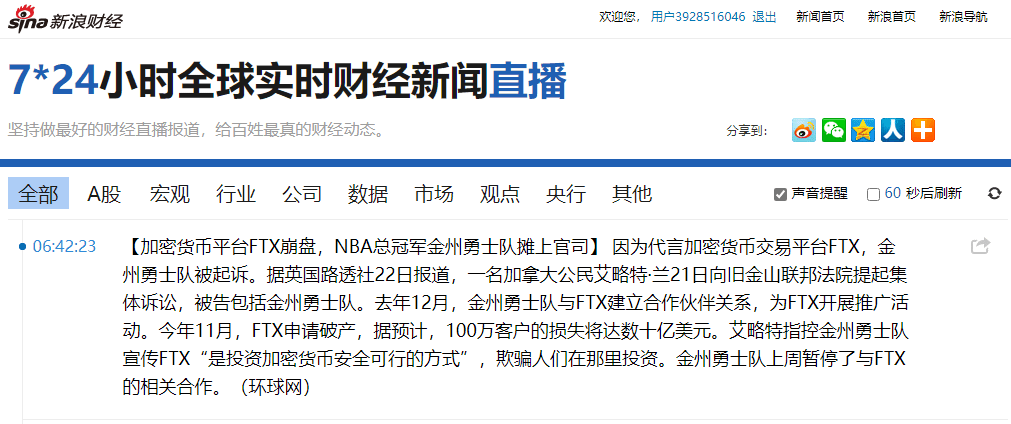 sina 新浪财经
欢迎您, 用户3928516046 退出 新闻首页 新浪首页 新浪导航
7*24小时全球实时财经新闻直播
坚持做最好的财经直播报道，给百姓最真的财经动态。
分享到：
全部 A股 宏观 行业 公司 数据 市场 观点 央行 其他 声音提醒 60 秒后刷新
06:42:23 【加密货币平台FTX崩盘，NBA总冠军金州勇士队摊上官司】 因为代言加密货币交易平台FTX，金
州勇士队被起诉。据英国路透社22日报道，一名加拿大公民艾略特·兰21日向旧金山联邦法院提起集
体诉讼，被告包括金州勇士队。去年12月，金州勇士队与FTX建立合作伙伴关系，为FTX开展推广活
动。今年11月，FTX申请破产，据预计，100万客户的损失将达数十亿美元。艾略特指控金州勇士队
宣传FTX“是投资加密货币安全可行的方式”，欺骗人们在那里投资。金州勇士队上周暂停了与FTX
的相关合作。（环球网）